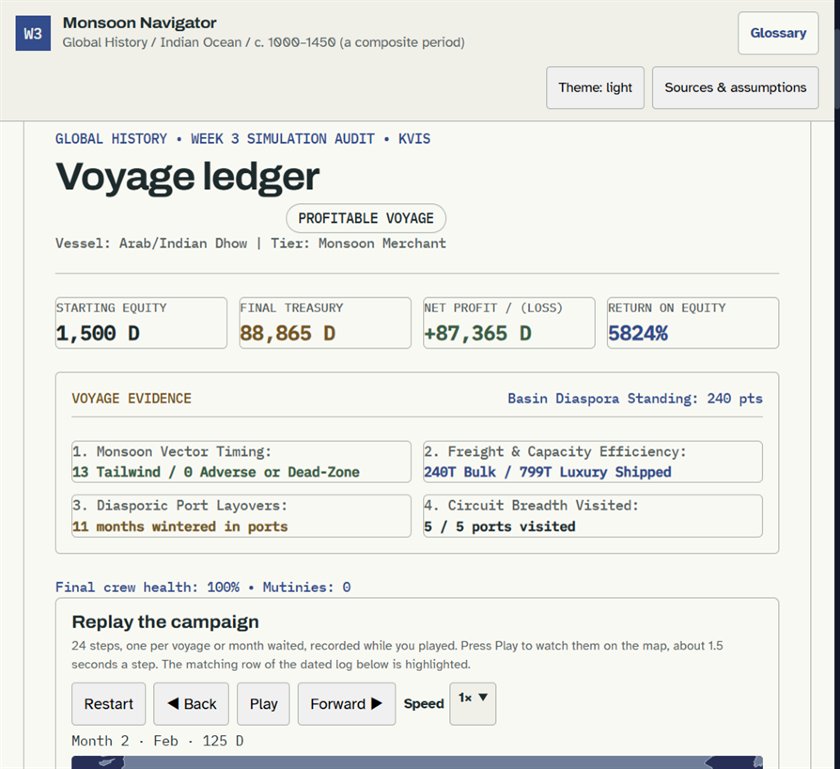 W3
Monsoon Navigator
Global History / Indian Ocean / c. 1000–1450 (a composite period)
Glossary
Theme: light
Sources & assumptions
GLOBAL HISTORY • WEEK 3 SIMULATION AUDIT • KVIS
Voyage ledger
PROFITABLE VOYAGE
Vessel: Arab/Indian Dhow | Tier: Monsoon Merchant
STARTING EQUITY
1,500 D
FINAL TREASURY
88,865 D
NET PROFIT / (LOSS)
+87,365 D
RETURN ON EQUITY
5824%
VOYAGE EVIDENCE
Basin Diaspora Standing: 240 pts
1. Monsoon Vector Timing:
13 Tailwind / 0 Adverse or Dead-Zone
2. Freight & Capacity Efficiency:
240T Bulk / 799T Luxury Shipped
3. Diasporic Port Layovers:
11 months wintered in ports
4. Circuit Breadth Visited:
5 / 5 ports visited
Final crew health: 100% • Mutinies: 0
Replay the campaign
24 steps, one per voyage or month waited, recorded while you played. Press Play to watch them on the map, about 1.5
seconds a step. The matching row of the dated log below is highlighted.
Restart
◀ Back
Play
Forward ▶
Speed
1× ▼
Month 2 · Feb · 125 D